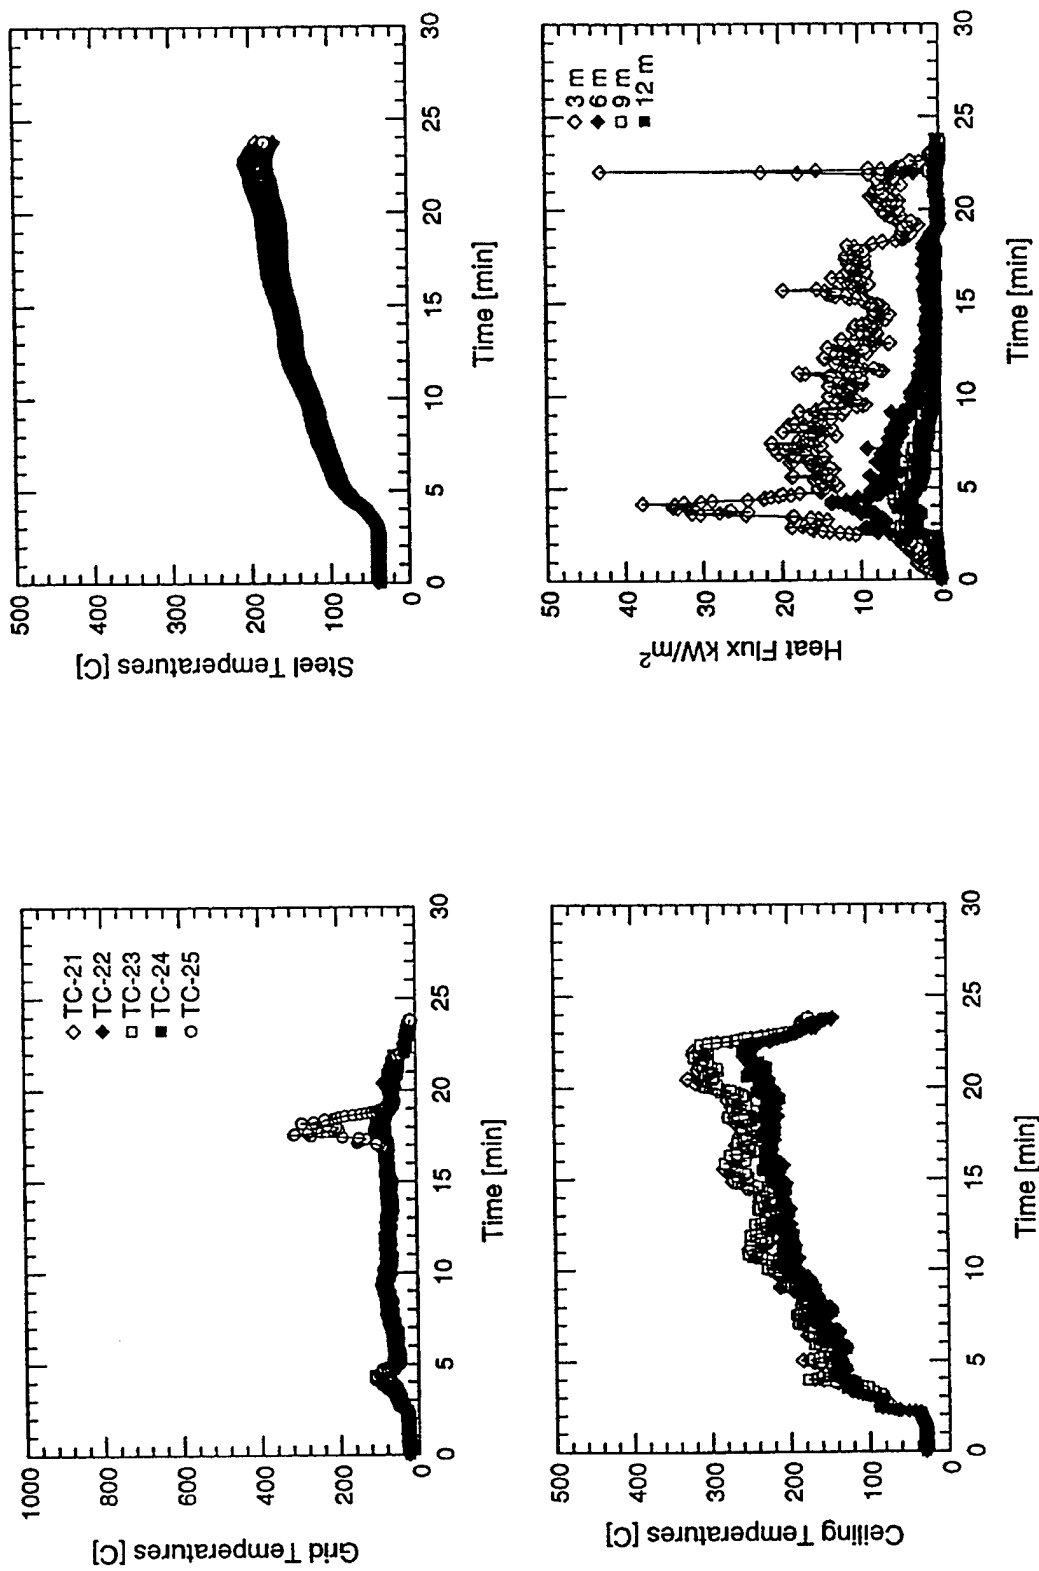 Grid Temperatures [C]
1000
800
600
400
200
0
TC-21
TC-22
TC-23
TC-24
TC-25
0 5 10 15 20 25 30
Time [min]
Steel Temperatures [C]
500
400
300
200
100
0
0 5 10 15 20 25 30
Time [min]
Ceiling Temperatures [C]
500
400
300
200
100
0
0 5 10 15 20 25 30
Time [min]
Heat Flux kW/m²
50
40
30
20
10
0
3 m
6 m
9 m
12 m
0 5 10 15 20 25 30
Time [min]